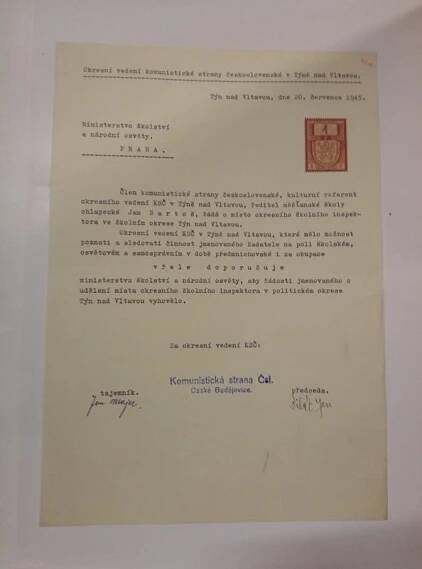 Okresní vedení komunistické strany československé v Týně nad Vltavou.
Týn nad Vltavou, dne 20. července 1945.
Ministerstvo školství
a národní osvěty.
P R A H A .
Člen komunistické strany československé, kulturní referent
okresního vedení KSČ v Týně nad Vltavou, ředitel měšťanské školy
chlapecké Jan B a r t o š, žádá o místo okresního školního inspek-
tora ve školním okrese Týn nad Vltavou.
Okresní vedení KSČ v Týně nad Vltavou, které mělo možnost
poznati a sledovati činnost jmenovaného žadatele na poli školském,
osvětovém a samosprávním v době předmnichovské i za okupace
v ř e l e  d o p o r u č u j e
ministerstvu školství a národní osvěty, aby žádosti jmenovaného o
udělení místa okresního školního inspektora v politickém okrese
Týn nad Vltavou vyhovělo.
Za okresní vedení KSČ:
Komunistická strana Čsl.
České Budějovice.
tajemník.
předseda.
Jan
Jan